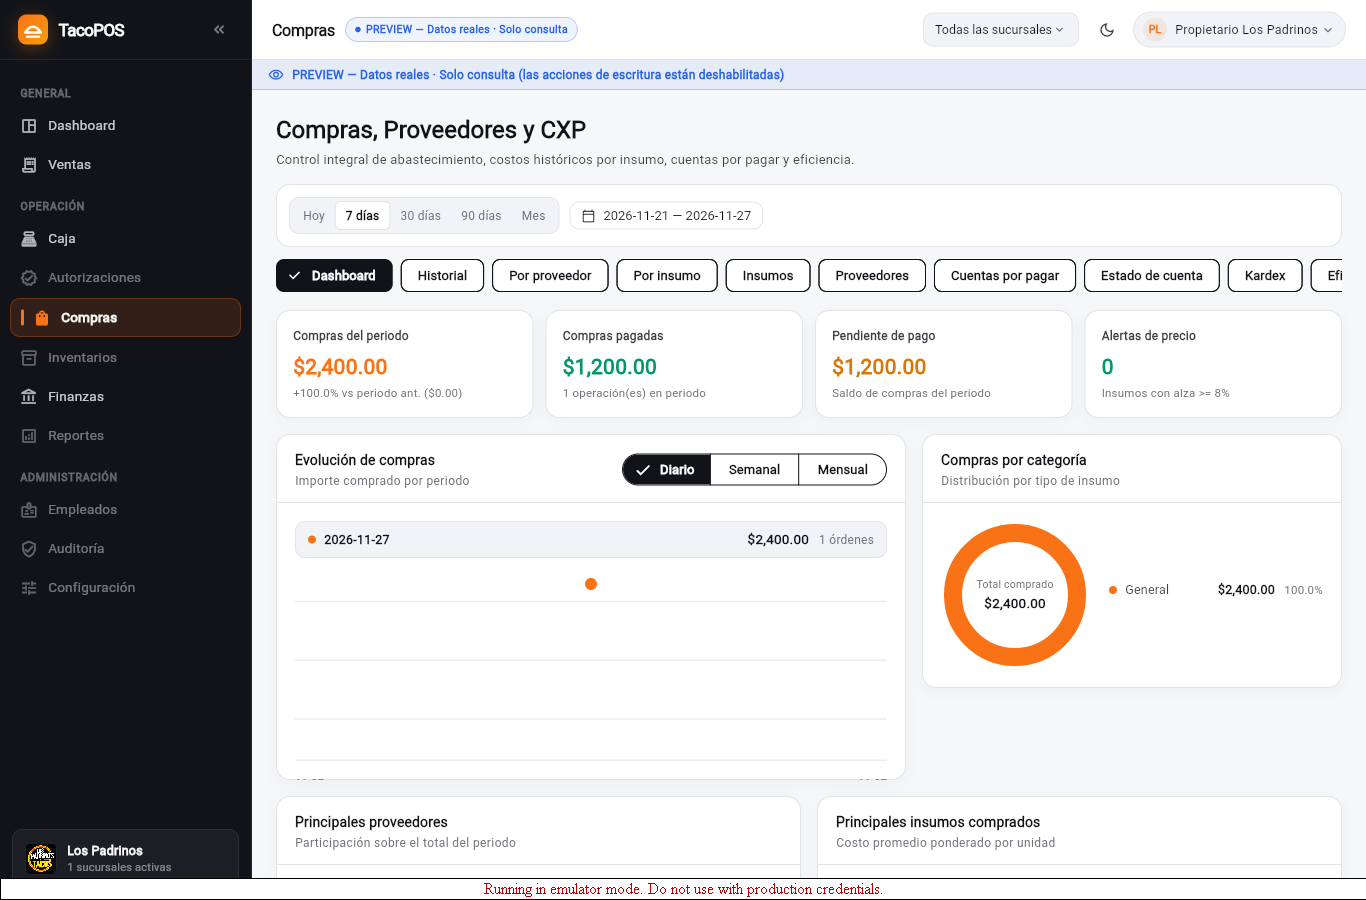 TacoPOS
GENERAL
Dashboard
Ventas
OPERACIÓN
Caja
Autorizaciones
Compras
Inventarios
Finanzas
Reportes
ADMINISTRACIÓN
Empleados
Auditoría
Configuración
Los Padrinos
1 sucursales activas
Compras
PREVIEW — Datos reales · Solo consulta
Todas las sucursales
PL Propietario Los Padrinos
PREVIEW — Datos reales · Solo consulta (las acciones de escritura están deshabilitadas)
Compras, Proveedores y CXP
Control integral de abastecimiento, costos históricos por insumo, cuentas por pagar y eficiencia.
Hoy 7 días 30 días 90 días Mes 2026-11-21 — 2026-11-27
Dashboard Historial Por proveedor Por insumo Insumos Proveedores Cuentas por pagar Estado de cuenta Kardex Efi
Compras del periodo
$2,400.00
+100.0% vs periodo ant. ($0.00)
Compras pagadas
$1,200.00
1 operación(es) en periodo
Pendiente de pago
$1,200.00
Saldo de compras del periodo
Alertas de precio
0
Insumos con alza >= 8%
Evolución de compras
Importe comprado por periodo
Diario Semanal Mensual
2026-11-27 $2,400.00 1 órdenes
Compras por categoría
Distribución por tipo de insumo
Total comprado
$2,400.00
General $2,400.00 100.0%
Principales proveedores
Participación sobre el total del periodo
Principales insumos comprados
Costo promedio ponderado por unidad
Running in emulator mode. Do not use with production credentials.